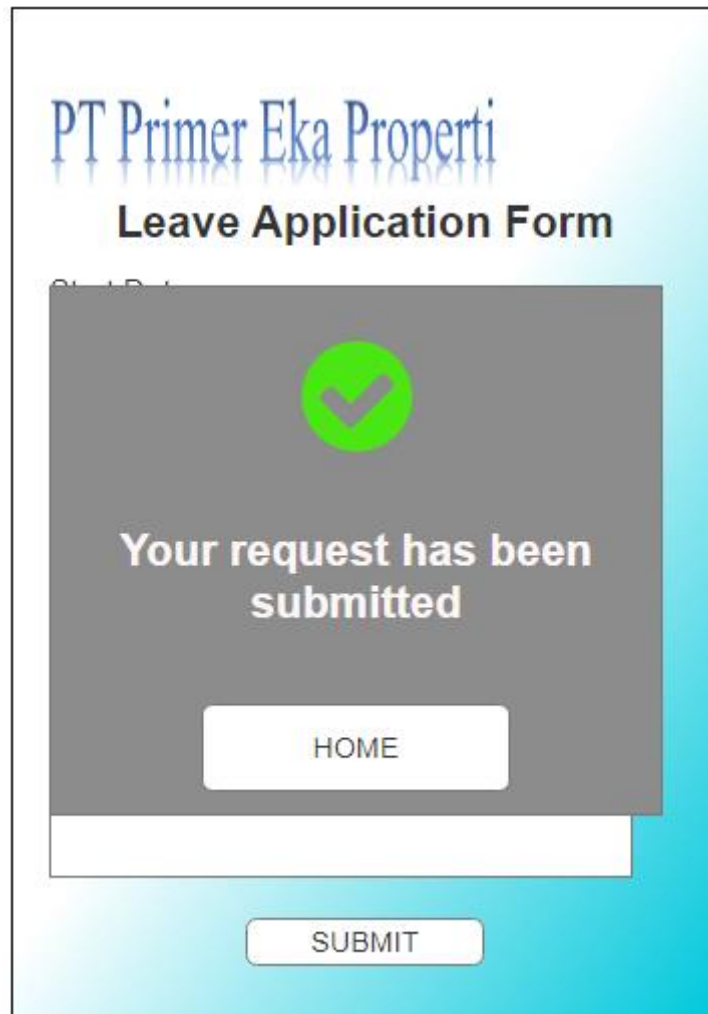 PT Primer Eka Properti
Leave Application Form
Your request has been
submitted
HOME
SUBMIT